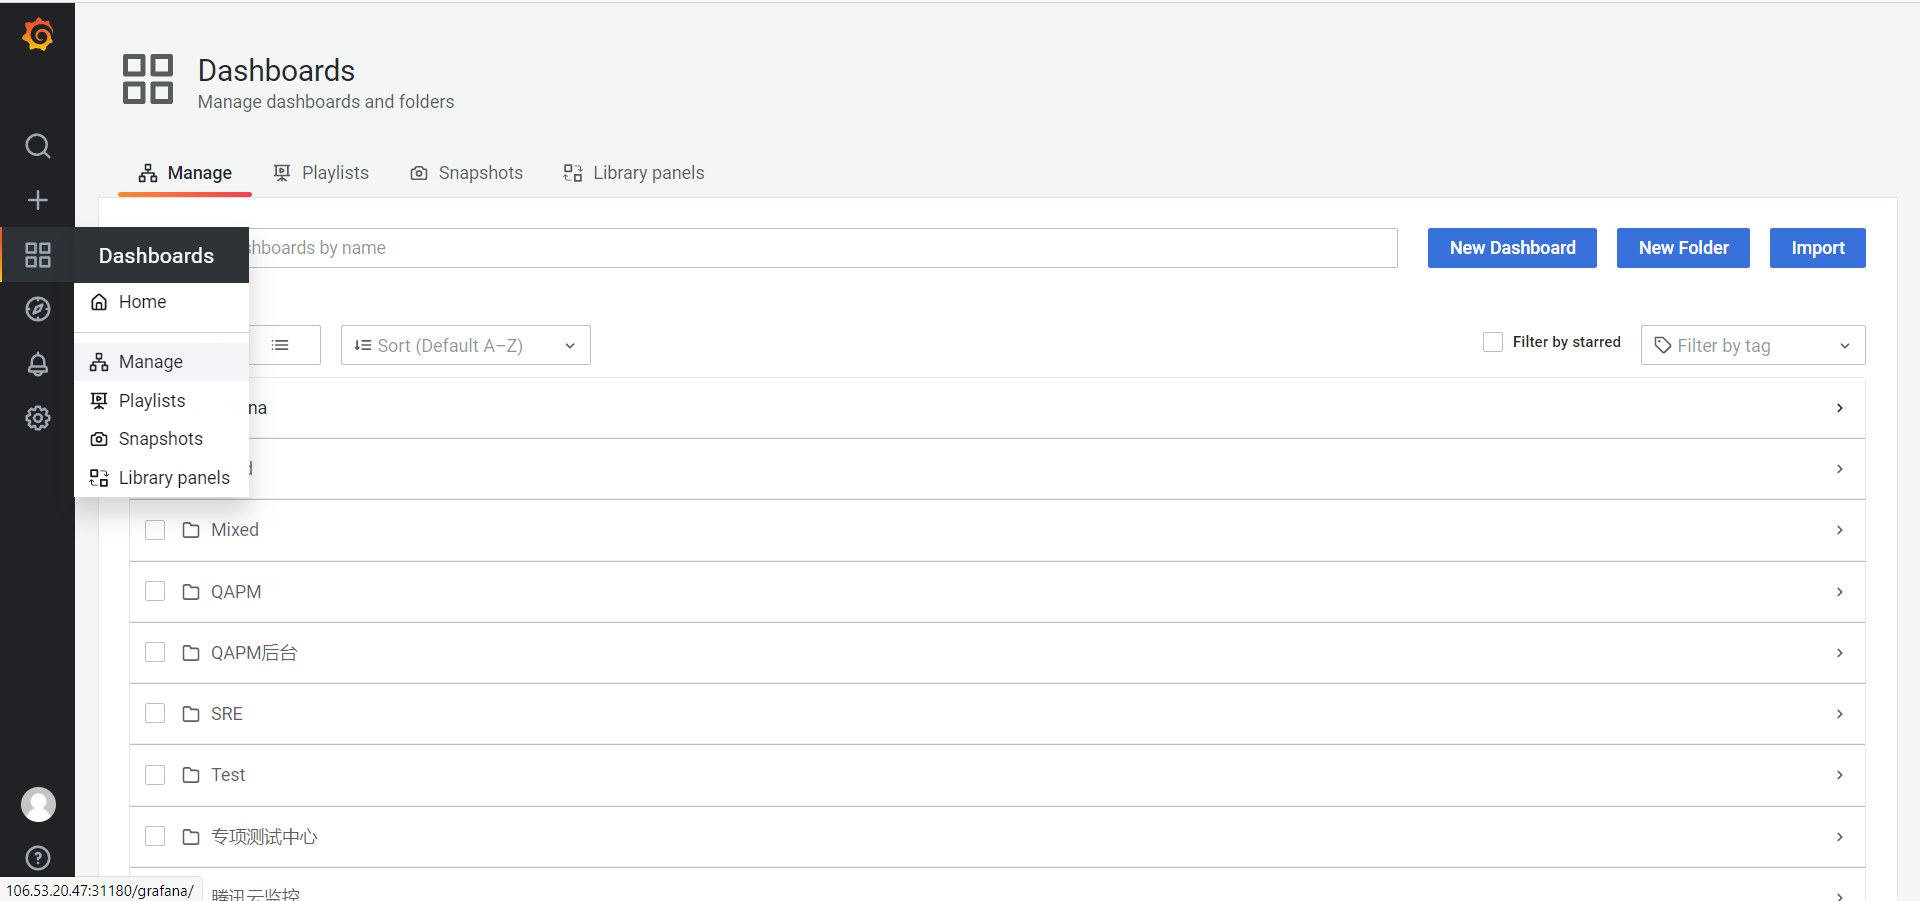 Dashboards
Manage dashboards and folders
Manage
Playlists
Snapshots
Library panels
Dashboards
Home
Manage
Playlists
Snapshots
Library panels
hboards by name
New Dashboard
New Folder
Import
Sort (Default A–Z)
Filter by starred
Filter by tag
na
Mixed
QAPM
QAPM后台
SRE
Test
专项测试中心
腾讯云监控
106.53.20.47:31180/grafana/